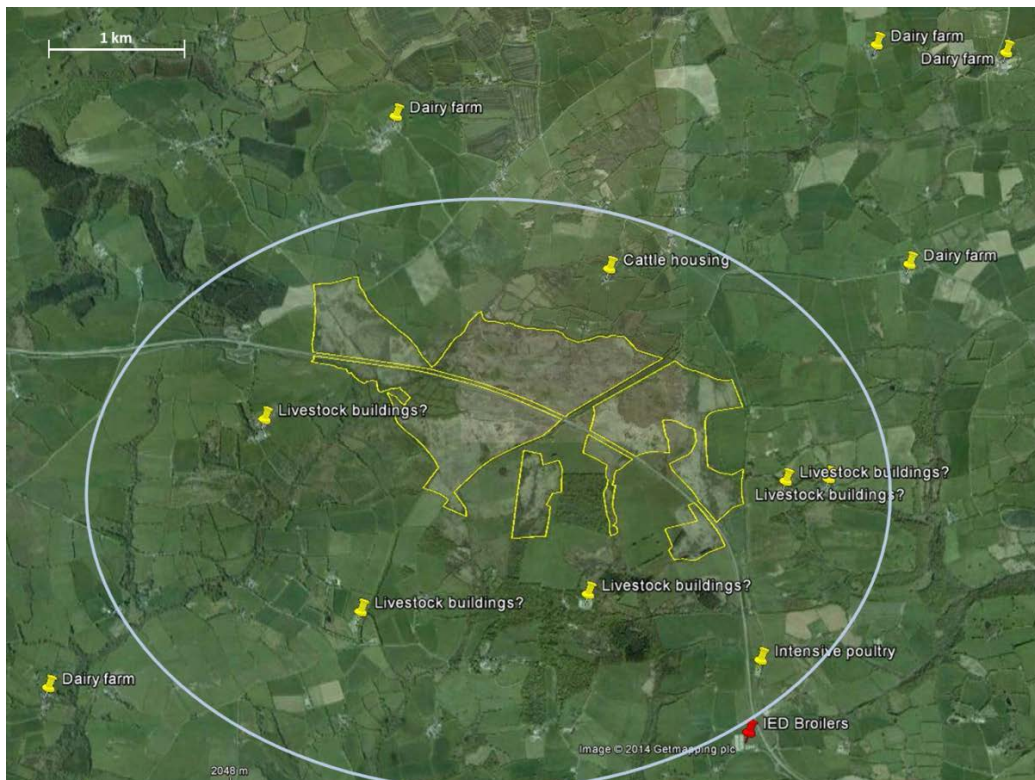 1 km
Dairy farm
Dairy farm
Dairy farm
Cattle housing
Dairy farm
Livestock buildings?
Livestock buildings?
Livestock buildings?
Livestock buildings?
Livestock buildings?
Intensive poultry
Dairy farm
IED Broilers
Image © 2014 Getmapping plc
2048 m